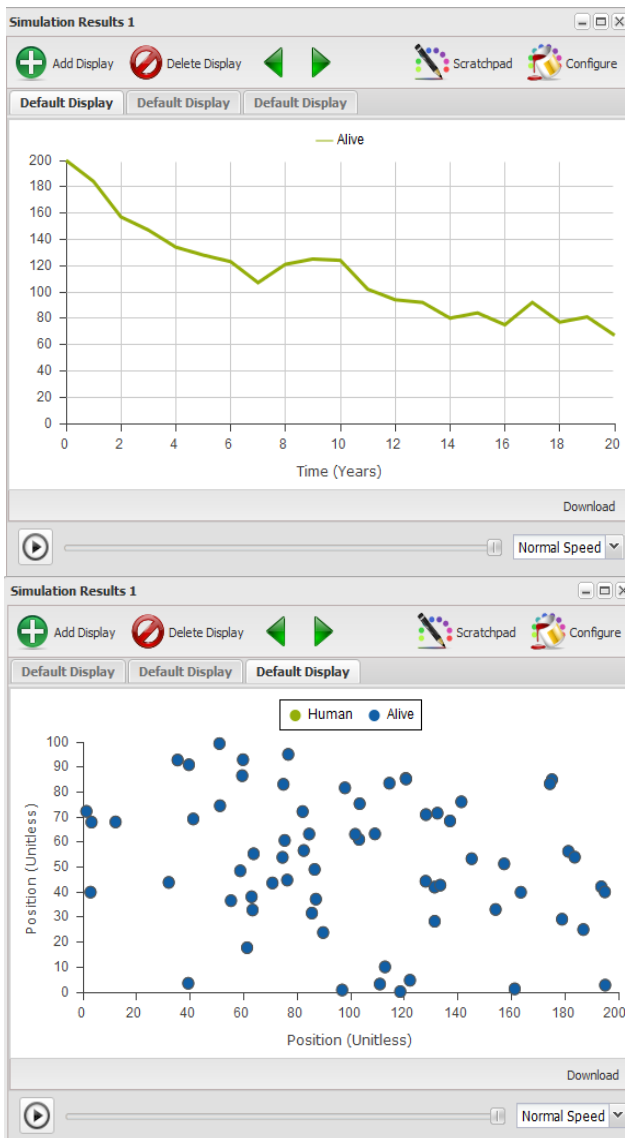 Simulation Results 1
Add Display Delete Display Scratchpad Configure
Default Display Default Display Default Display
Alive
200
180
160
140
120
100
80
60
40
20
0
0 2 4 6 8 10 12 14 16 18 20
Time (Years)
Download
Normal Speed
Simulation Results 1
Add Display Delete Display Scratchpad Configure
Default Display Default Display Default Display
Human Alive
100
90
80
70
60
50
40
30
20
10
0
Position (Unitless)
0 20 40 60 80 100 120 140 160 180 200
Position (Unitless)
Download
Normal Speed